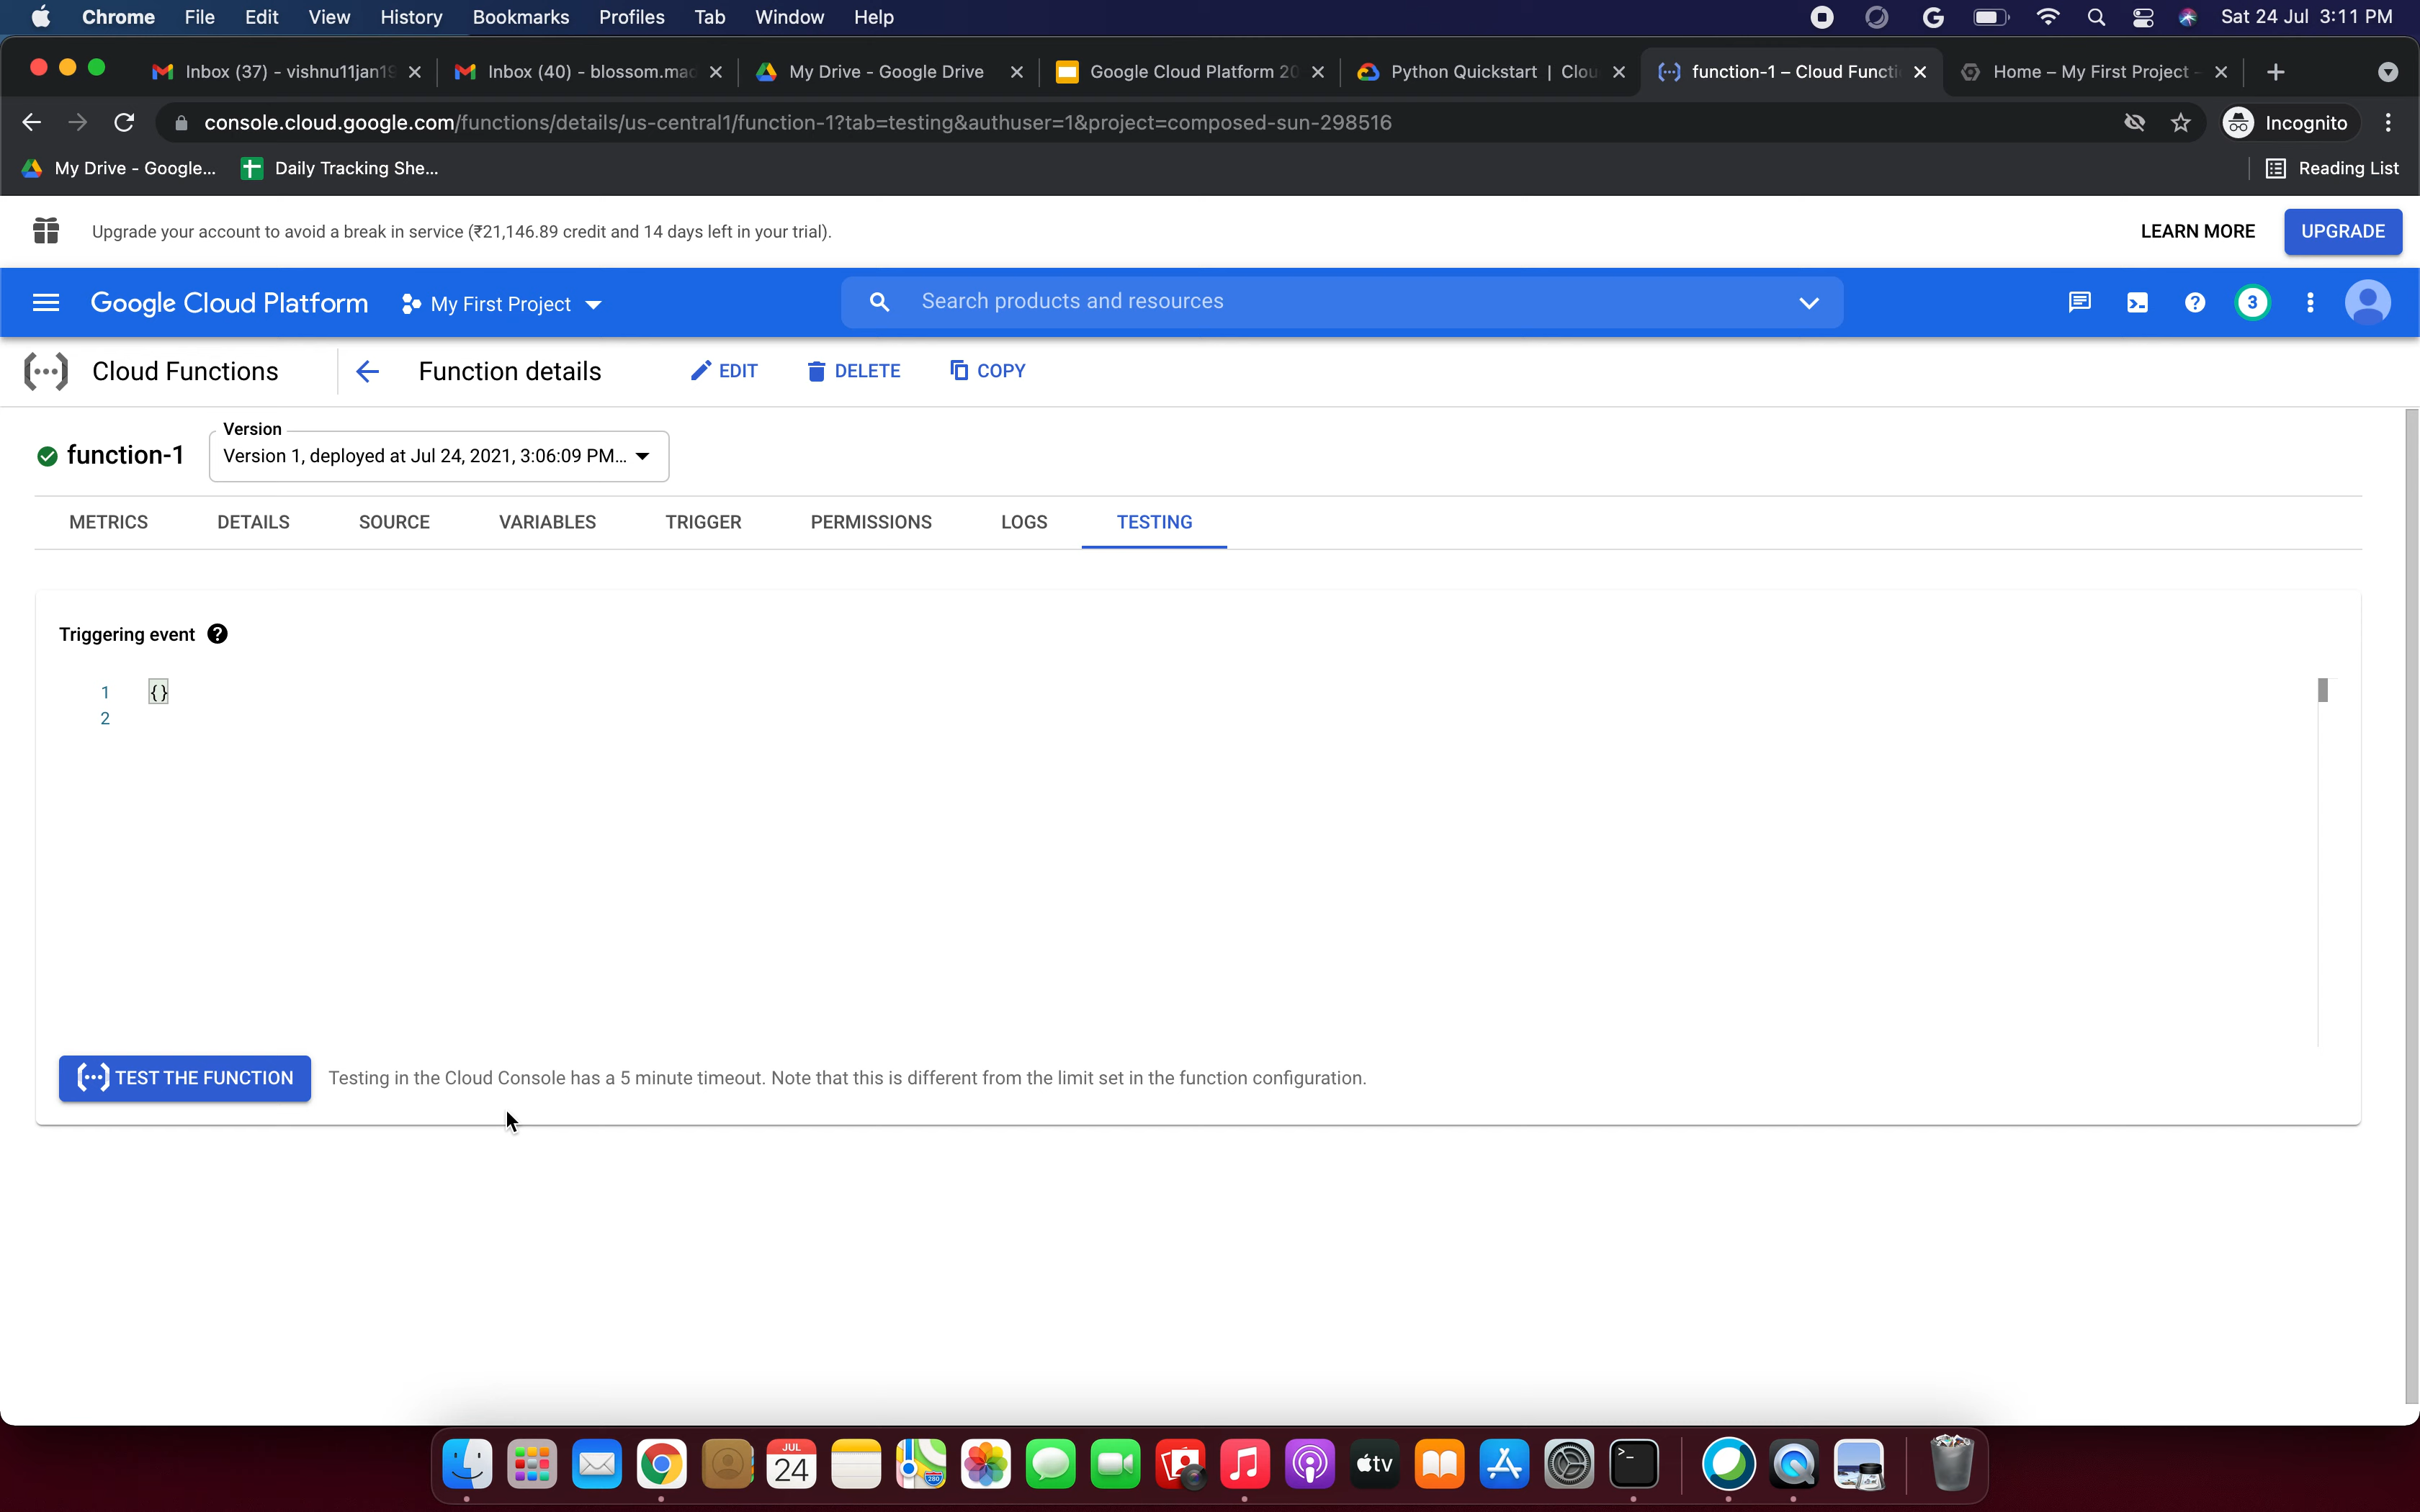 Chrome File Edit View History Bookmarks Profiles Tab Window Help Sat 24 Jul 3:11 PM
Inbox (37) - vishnu11jan19 Inbox (40) - blossom.mac My Drive - Google Drive Google Cloud Platform 20 Python Quickstart | Clou function-1 – Cloud Functi Home – My First Project -
console.cloud.google.com/functions/details/us-central1/function-1?tab=testing&authuser=1&project=composed-sun-298516 Incognito
My Drive - Google... Daily Tracking She... Reading List
Upgrade your account to avoid a break in service (₹21,146.89 credit and 14 days left in your trial). LEARN MORE UPGRADE
Google Cloud Platform My First Project Search products and resources 3
Cloud Functions Function details EDIT DELETE COPY
Version
function-1 Version 1, deployed at Jul 24, 2021, 3:06:09 PM...
METRICS DETAILS SOURCE VARIABLES TRIGGER PERMISSIONS LOGS TESTING
Triggering event
1 {}
2
TEST THE FUNCTION Testing in the Cloud Console has a 5 minute timeout. Note that this is different from the limit set in the function configuration.
JUL
24
280
tv